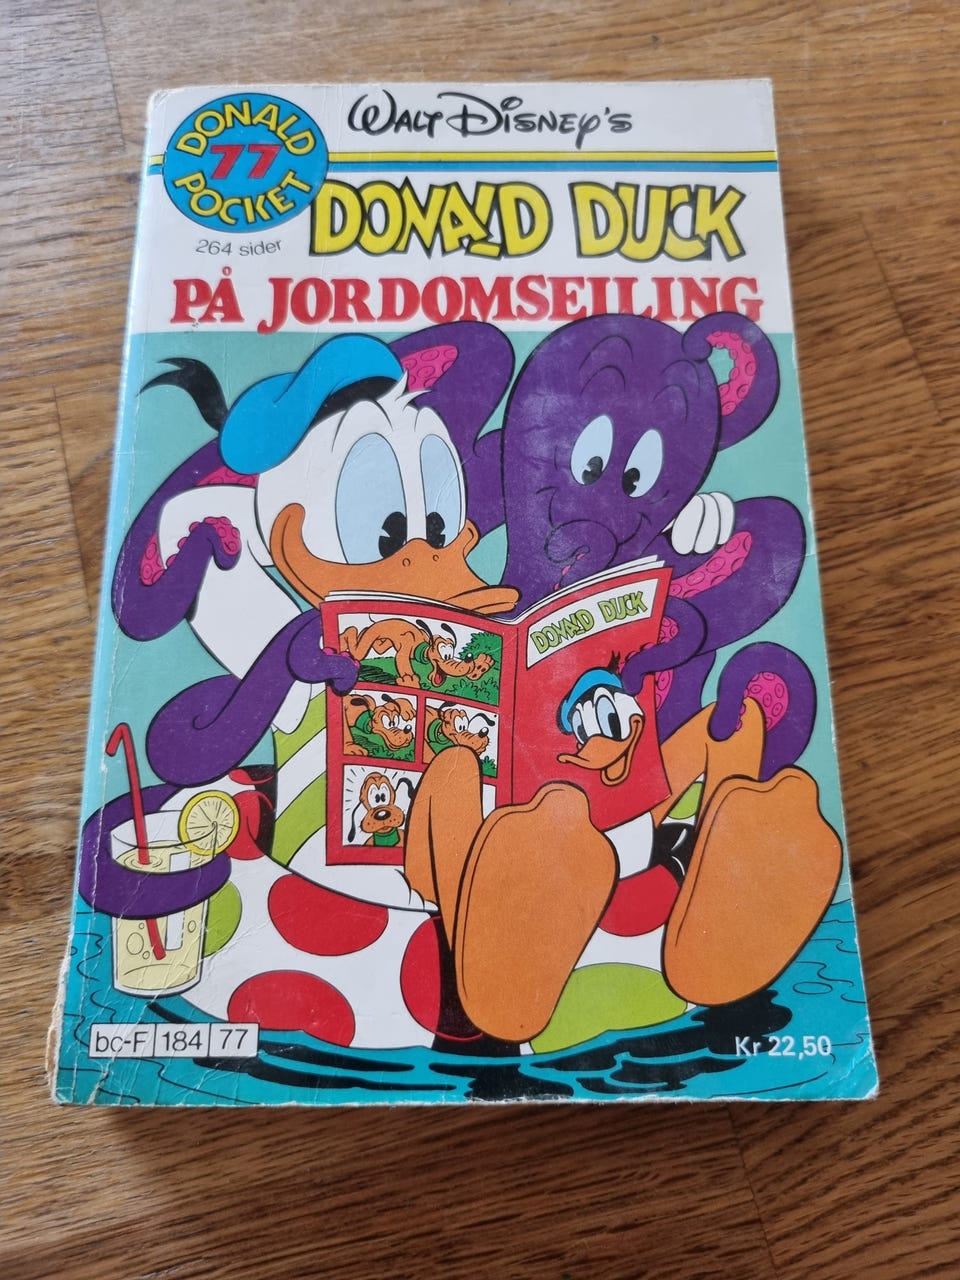 DONALD
77
POCKET
WALT DISNEY'S
264 sider
DONALD DUCK
PÅ JORDOMSEILING
DONALD DUCK
bc-F 184 77
Kr 22,50